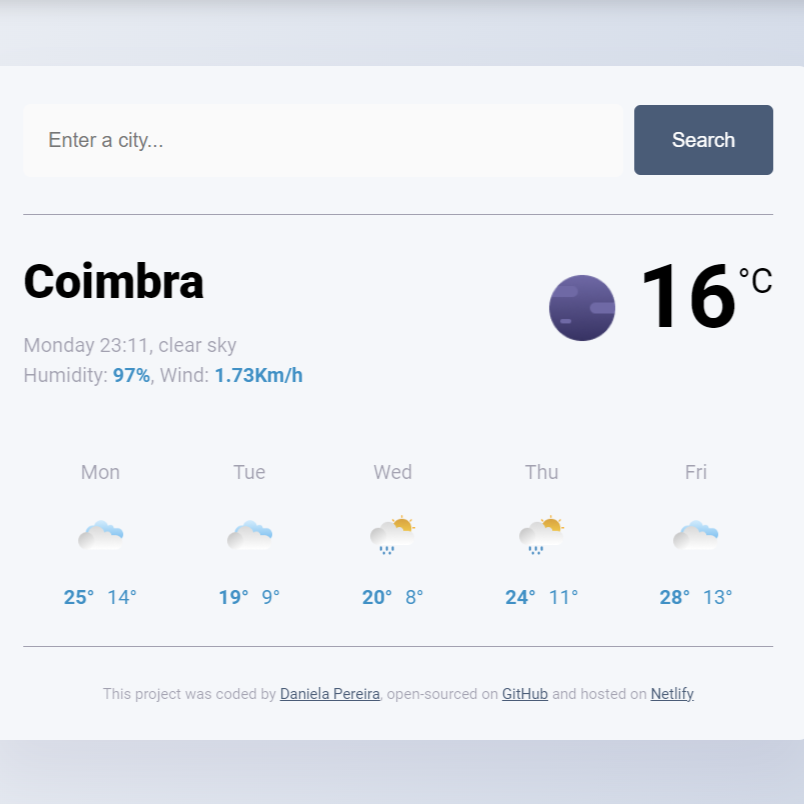 Enter a city...
Search
Coimbra
16 °C
Monday 23:11, clear sky
Humidity: 97%, Wind: 1.73Km/h
Mon Tue Wed Thu Fri
25° 14° 19° 9° 20° 8° 24° 11° 28° 13°
This project was coded by Daniela Pereira, open-sourced on GitHub and hosted on Netlify